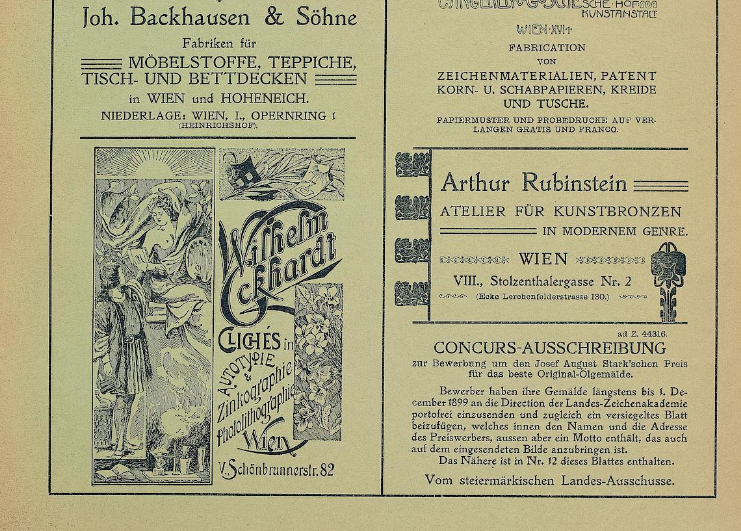 Joh. Backhausen & Söhne
Fabriken für
MÖBELSTOFFE, TEPPICHE,
TISCH- UND BETTDECKEN
in WIEN und HOHENEICH.
NIEDERLAGE: WIEN, I., OPERNRING 1
(HEINRICHSHOF).
Wilhelm
Eckhardt
CLICHÉS in
AUTOTYPIE
&
Zinkographie
Photolithographie
Wien
V. Schönbrunnerstr. 82
WIEN·XVI
FABRICATION
VON
ZEICHENMATERIALIEN, PATENT
KORN- U. SCHABPAPIEREN, KREIDE
UND TUSCHE.
PAPIERMUSTER UND PROBEDRUCKE AUF VER-
LANGEN GRATIS UND FRANCO.
Arthur Rubinstein
ATELIER FÜR KUNSTBRONZEN
IN MODERNEM GENRE.
WIEN
VIII., Stolzenthalergasse Nr. 2
(Ecke Lerchenfelderstrasse 130.)
ad Z. 44316.
CONCURS-AUSSCHREIBUNG
zur Bewerbung um den Josef August Stark'schen Preis
für das beste Original-Ölgemälde.
Bewerber haben ihre Gemälde längstens bis 1. De-
cember 1899 an die Direction der Landes-Zeichenakademie
portofrei einzusenden und zugleich ein versiegeltes Blatt
beizufügen, welches innen den Namen und die Adresse
des Preiswerbers, aussen aber ein Motto enthält, das auch
auf dem eingesendeten Bilde anzubringen ist.
Das Nähere ist in Nr. 12 dieses Blattes enthalten.
Vom steiermärkischen Landes-Ausschusse.